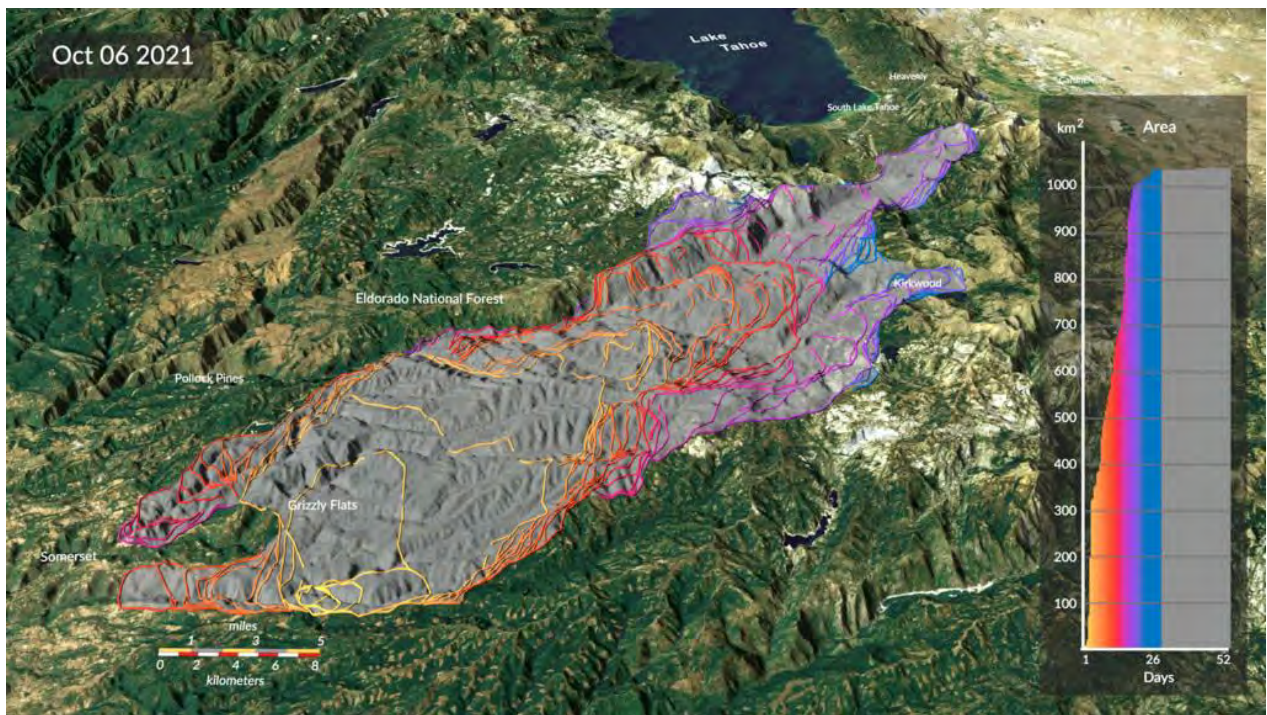 Oct 06 2021
Lake
Tahoe
Heavenly
South Lake Tahoe
Kirkwood
Eldorado National Forest
Pollock Pines
Grizzly Flats
Somerset
miles
1 3 5
0 2 4 6 8
kilometers
km2 Area
1000
900
800
700
600
500
400
300
200
100
1 26 52
Days